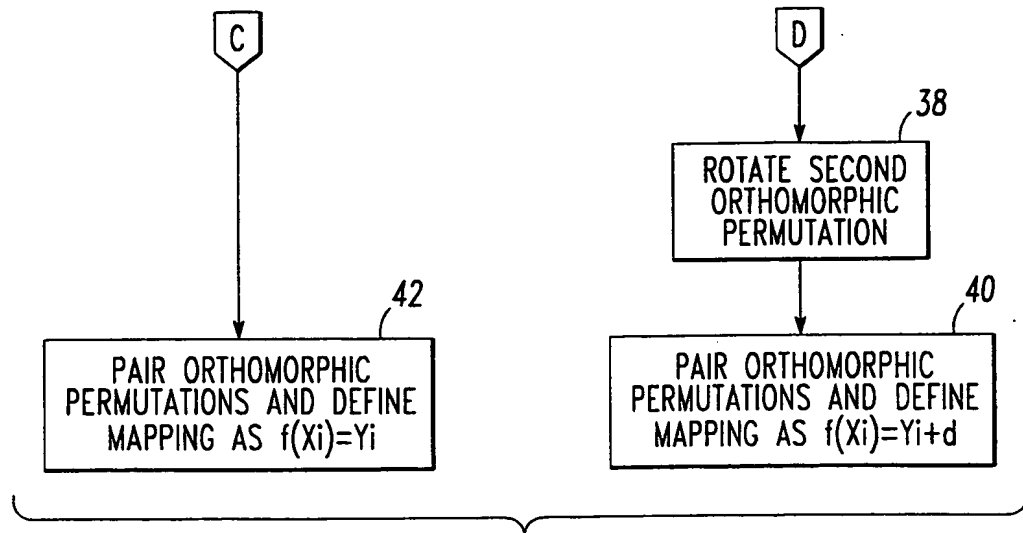 C
D
38
ROTATE SECOND
ORTHOMORPHIC
PERMUTATION
42
PAIR ORTHOMORPHIC
PERMUTATIONS AND DEFINE
MAPPING AS f(Xi)=Yi
40
PAIR ORTHOMORPHIC
PERMUTATIONS AND DEFINE
MAPPING AS f(Xi)=Yi+d